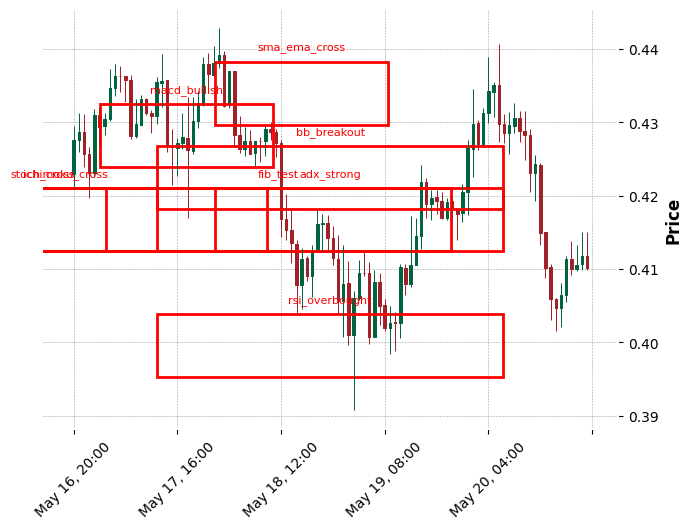 sma_ema_cross
0.44
macd_bullish
0.43
bb_breakout
fib_test
adx_strong
0.42
Price
0.41
rsi_overbought
0.40
0.39
May 16, 20:00
May 17, 16:00
May 18, 12:00
May 19, 08:00
May 20, 04:00